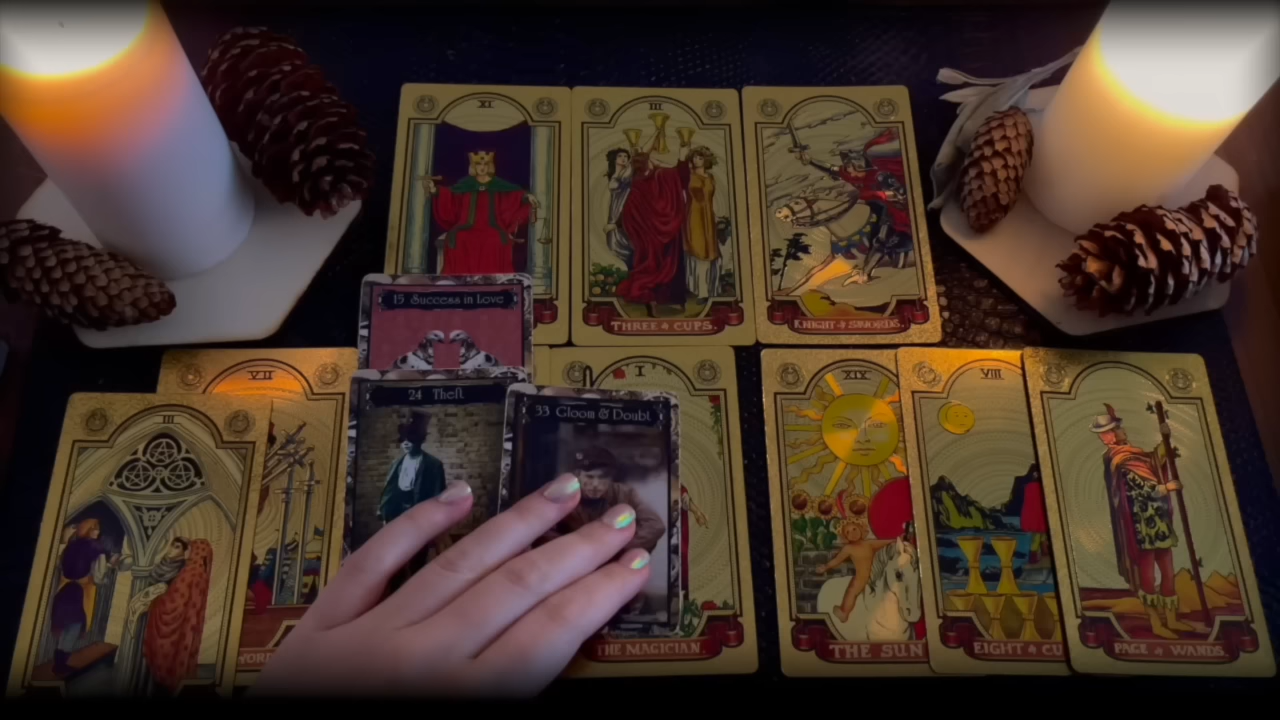 XI
III
THREE of CUPS.
KNIGHT of SWORDS.
15 Success in Love
III
VII
24 Theft
33 Gloom & Doubt
I
THE MAGICIAN.
XIX
THE SUN
VIII
EIGHT of CU
PAGE of WANDS.